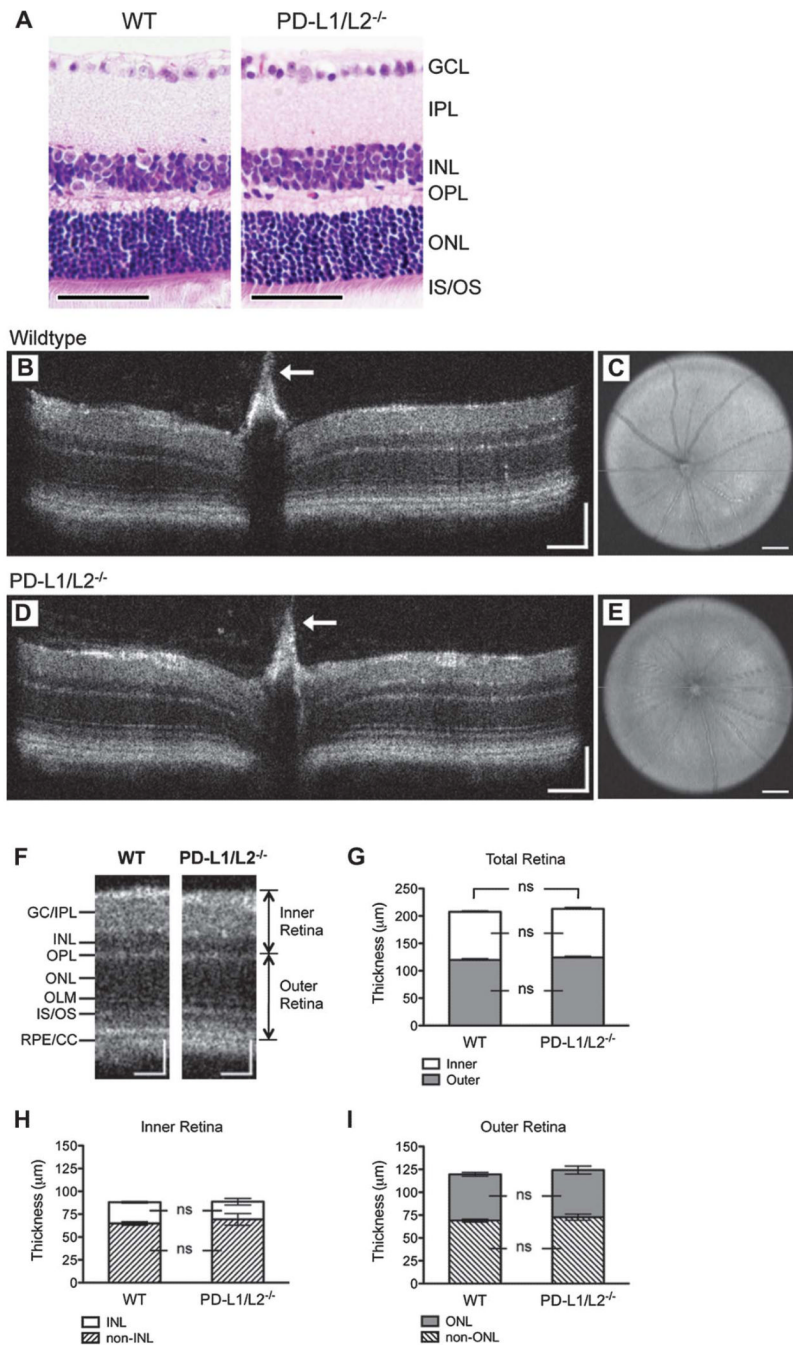 A
WT PD-L1/L2-/-
GCL
IPL
INL
OPL
ONL
IS/OS
Wildtype
B C
PD-L1/L2-/-
D E
F
WT PD-L1/L2-/-
GC/IPL
INL
OPL
ONL
OLM
IS/OS
RPE/CC
Inner
Retina
Outer
Retina
G
Total Retina
Thickness (μm)
250
200
150
100
50
0
ns
ns
ns
WT PD-L1/L2-/-
Inner
Outer
H
Inner Retina
Thickness (μm)
150
125
100
75
50
25
0
ns
ns
WT PD-L1/L2-/-
INL
non-INL
I
Outer Retina
Thickness (μm)
150
125
100
75
50
25
0
ns
ns
WT PD-L1/L2-/-
ONL
non-ONL